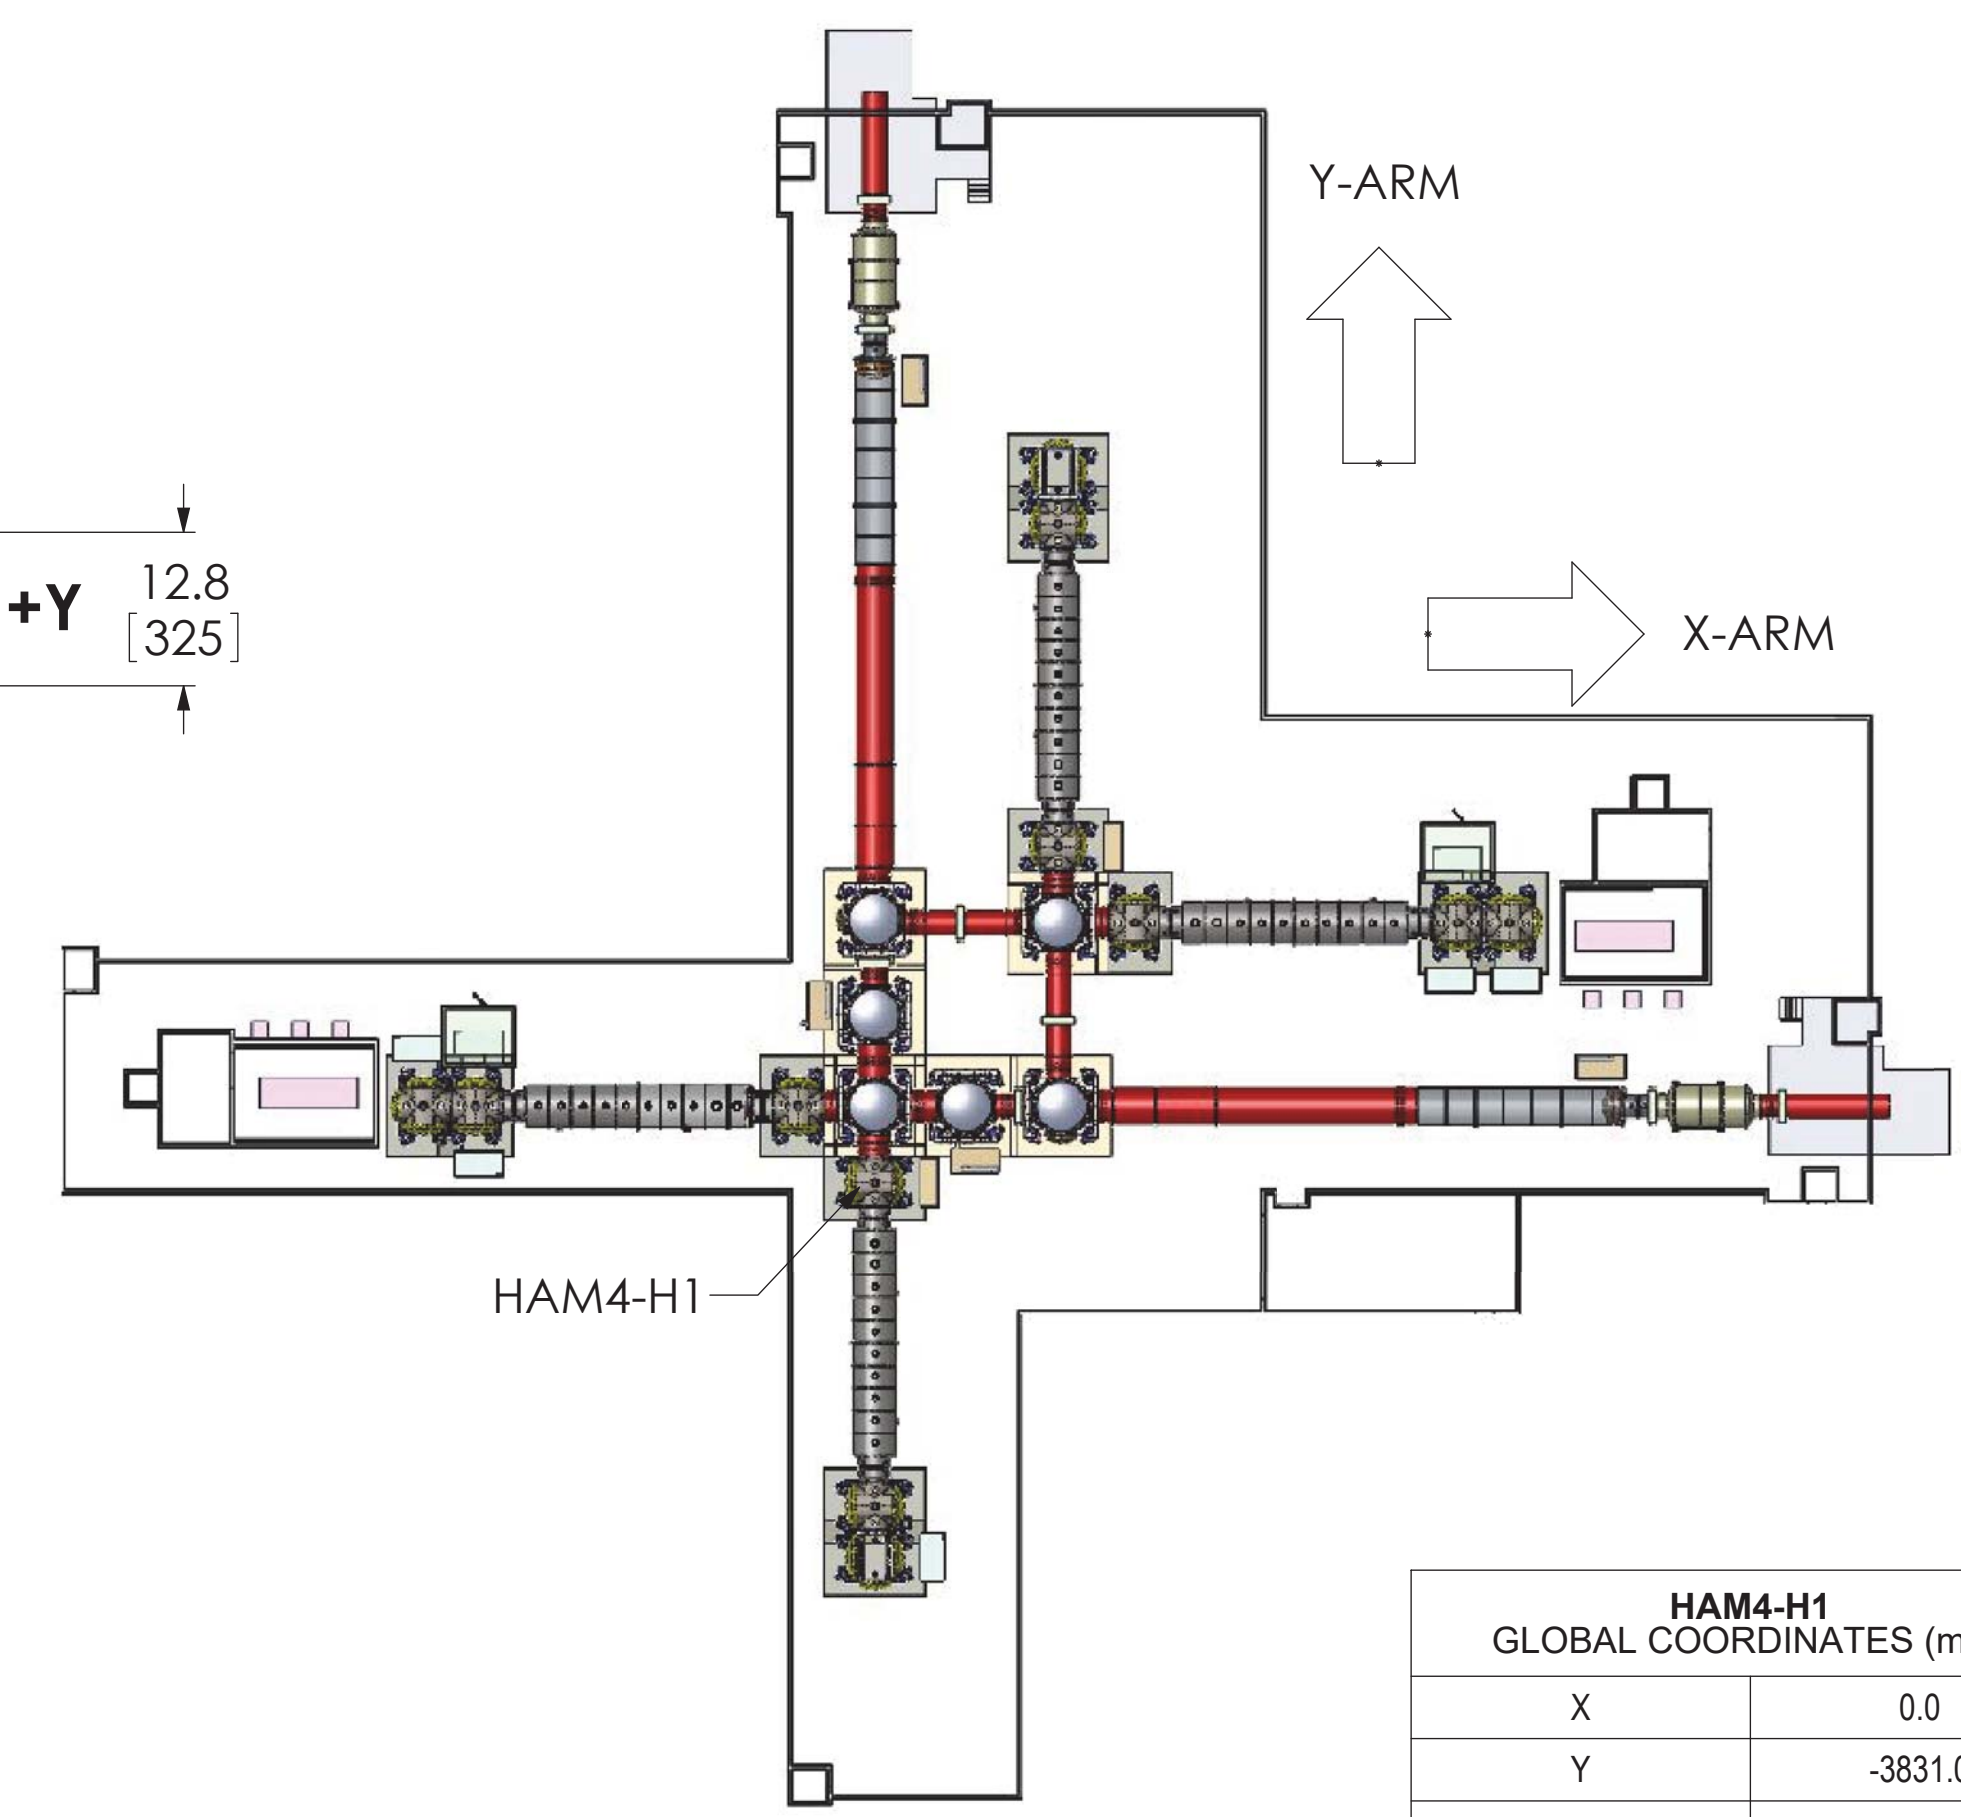 Y-ARM
+Y
12.8
[325]
X-ARM
HAM4-H1
HAM4-H1
GLOBAL COORDINATES
X 0.0
Y